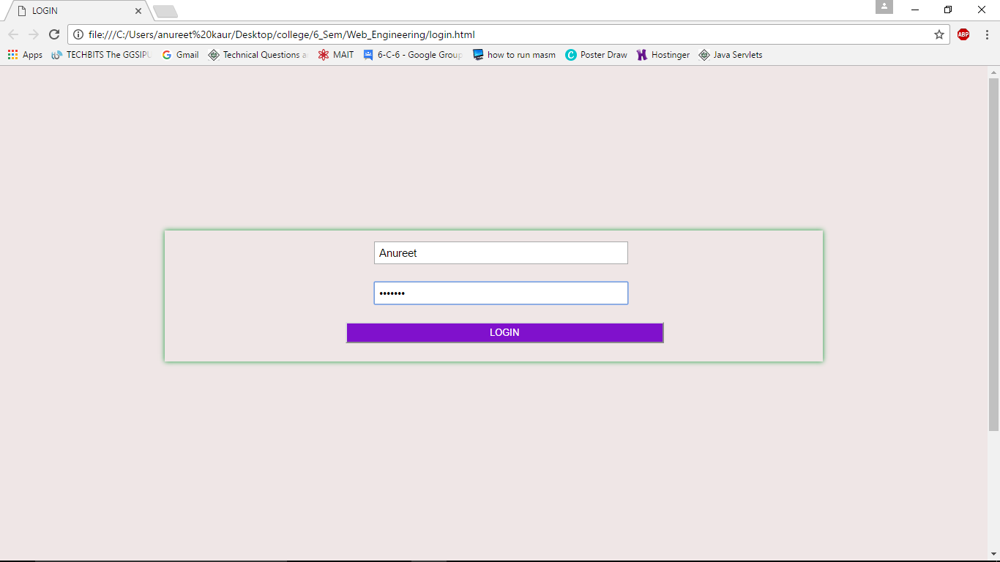 LOGIN
file:///C:/Users/anureet%20kaur/Desktop/college/6_Sem/Web_Engineering/login.html
ABP
Apps TECHBITS The GGSIPU Gmail Technical Questions a MAIT 6-C-6 - Google Group how to run masm Poster Draw Hostinger Java Servlets
Anureet
•••••••
LOGIN